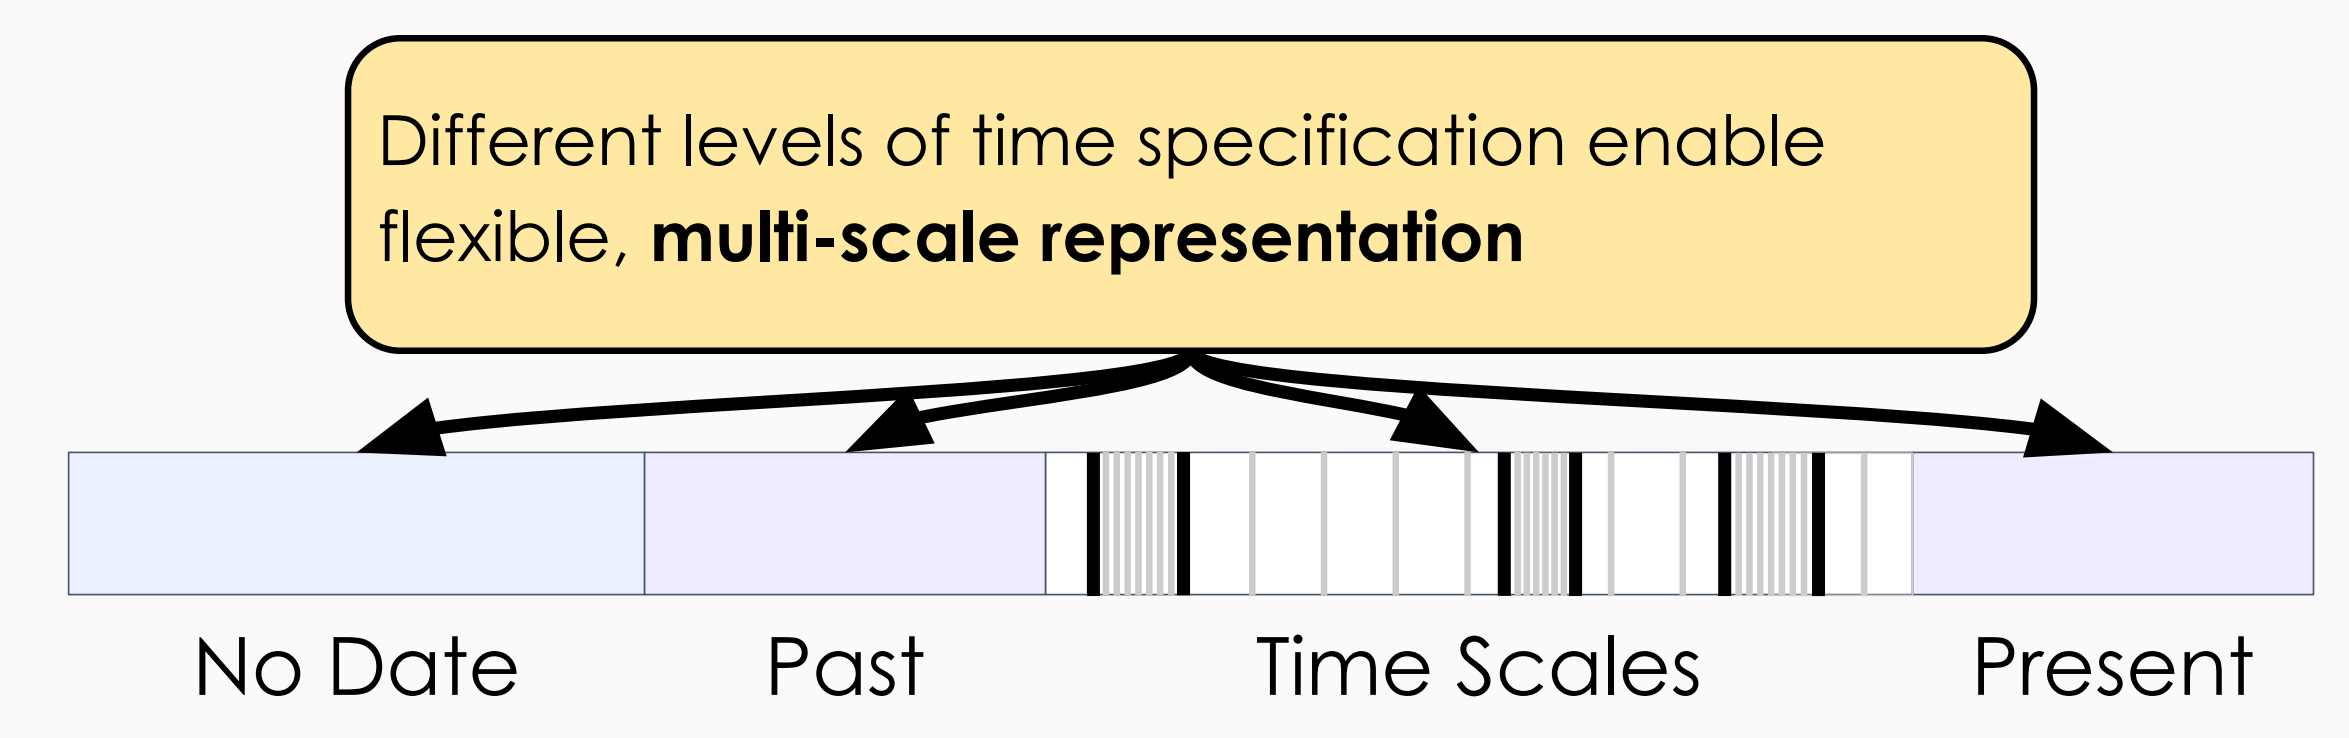 Different levels of time specification enable
flexible, multi-scale representation
No Date Past Time Scales Present